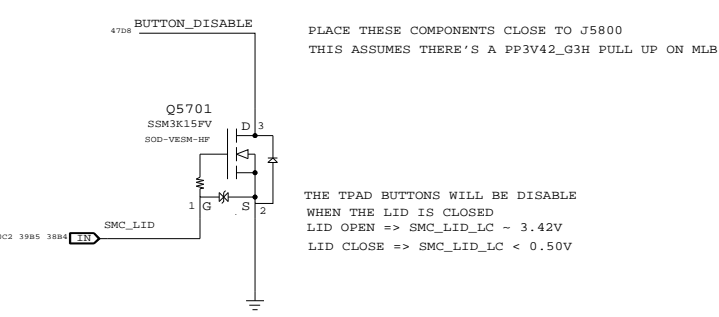 BUTTON_DISABLE
47D8
PLACE THESE COMPONENTS CLOSE TO J5800
THIS ASSUMES THERE'S A PP3V42_G3H PULL UP ON MLB
Q5701
SSM3K15FV
SOD-VESM-HF
D 3
1 G S 2
THE TPAD BUTTONS WILL BE DISABLE
WHEN THE LID IS CLOSED
LID OPEN => SMC_LID_LC ~ 3.42V
LID CLOSE => SMC_LID_LC < 0.50V
SMC_LID
39B5 38B4 IN